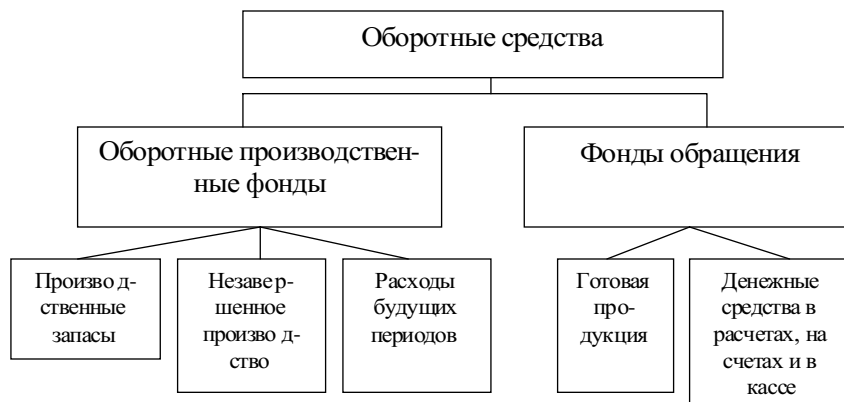 Оборотные средства
Оборотные производствен-
ные фонды
Фонды обращения
Произво д-
ственные
запасы
Незавер-
шенное
произво д-
ство
Расходы
будущих
периодов
Готовая
про-
дукция
Денежные
средства в
расчетах, на
счетах и в
кассе